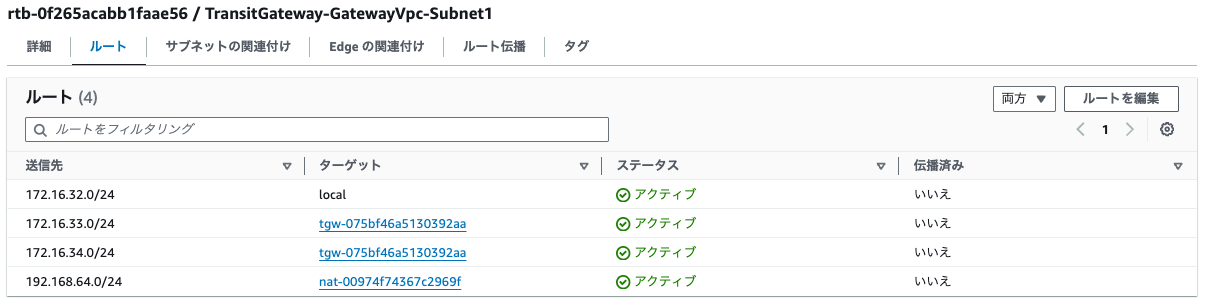 rtb-0f265acabb1faae56 / TransitGateway-GatewayVpc-Subnet1
詳細 ルート サブネットの関連付け Edge の関連付け ルート伝播 タグ
ルート (4) 両方 ルートを編集
ルートをフィルタリング 1
送信先 ターゲット ステータス 伝播済み
172.16.32.0/24 local アクティブ いいえ
172.16.33.0/24 tgw-075bf46a5130392aa アクティブ いいえ
172.16.34.0/24 tgw-075bf46a5130392aa アクティブ いいえ
192.168.64.0/24 nat-00974f74367c2969f アクティブ いいえ